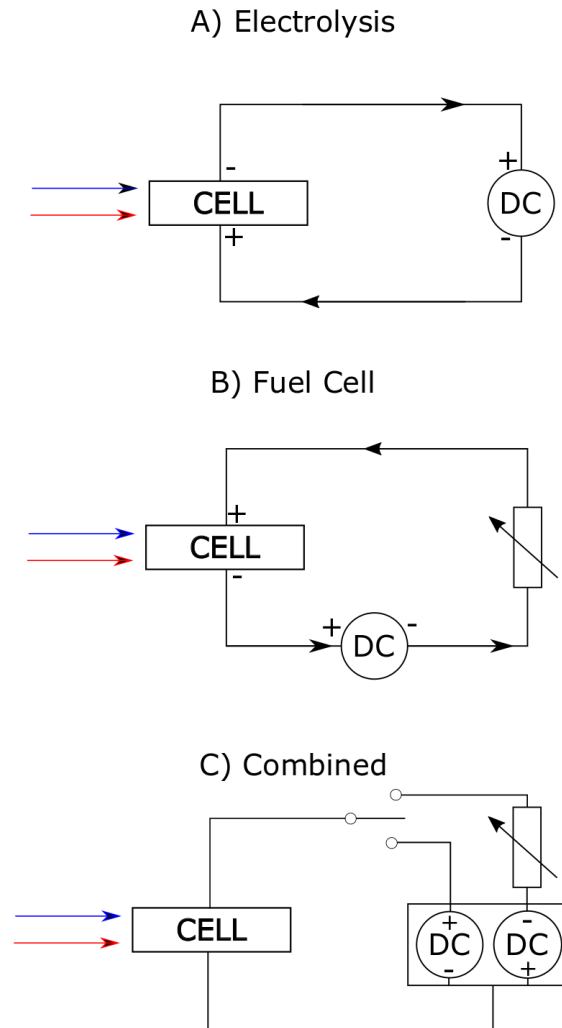 A) Electrolysis
-
+
CELL
DC
+
-
B) Fuel Cell
+
CELL
-
+
-
DC
C) Combined
CELL
+
-
DC
DC
-
+